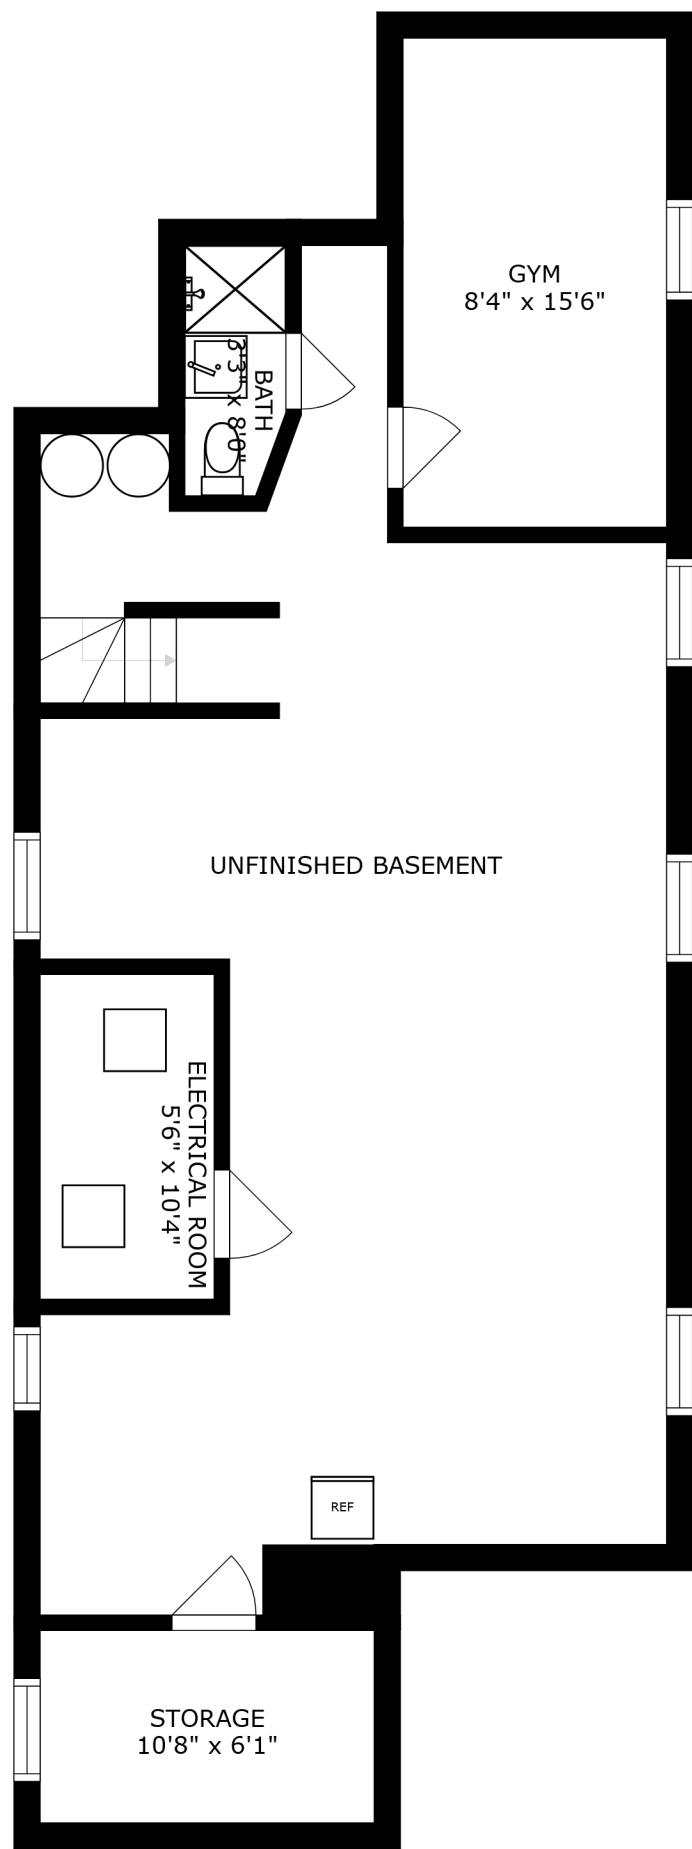 GYM
8'4" x 15'6"
BATH
3'3" x 8'0"
UNFINISHED BASEMENT
ELECTRICAL ROOM
5'6" x 10'4"
REF
STORAGE
10'8" x 6'1"